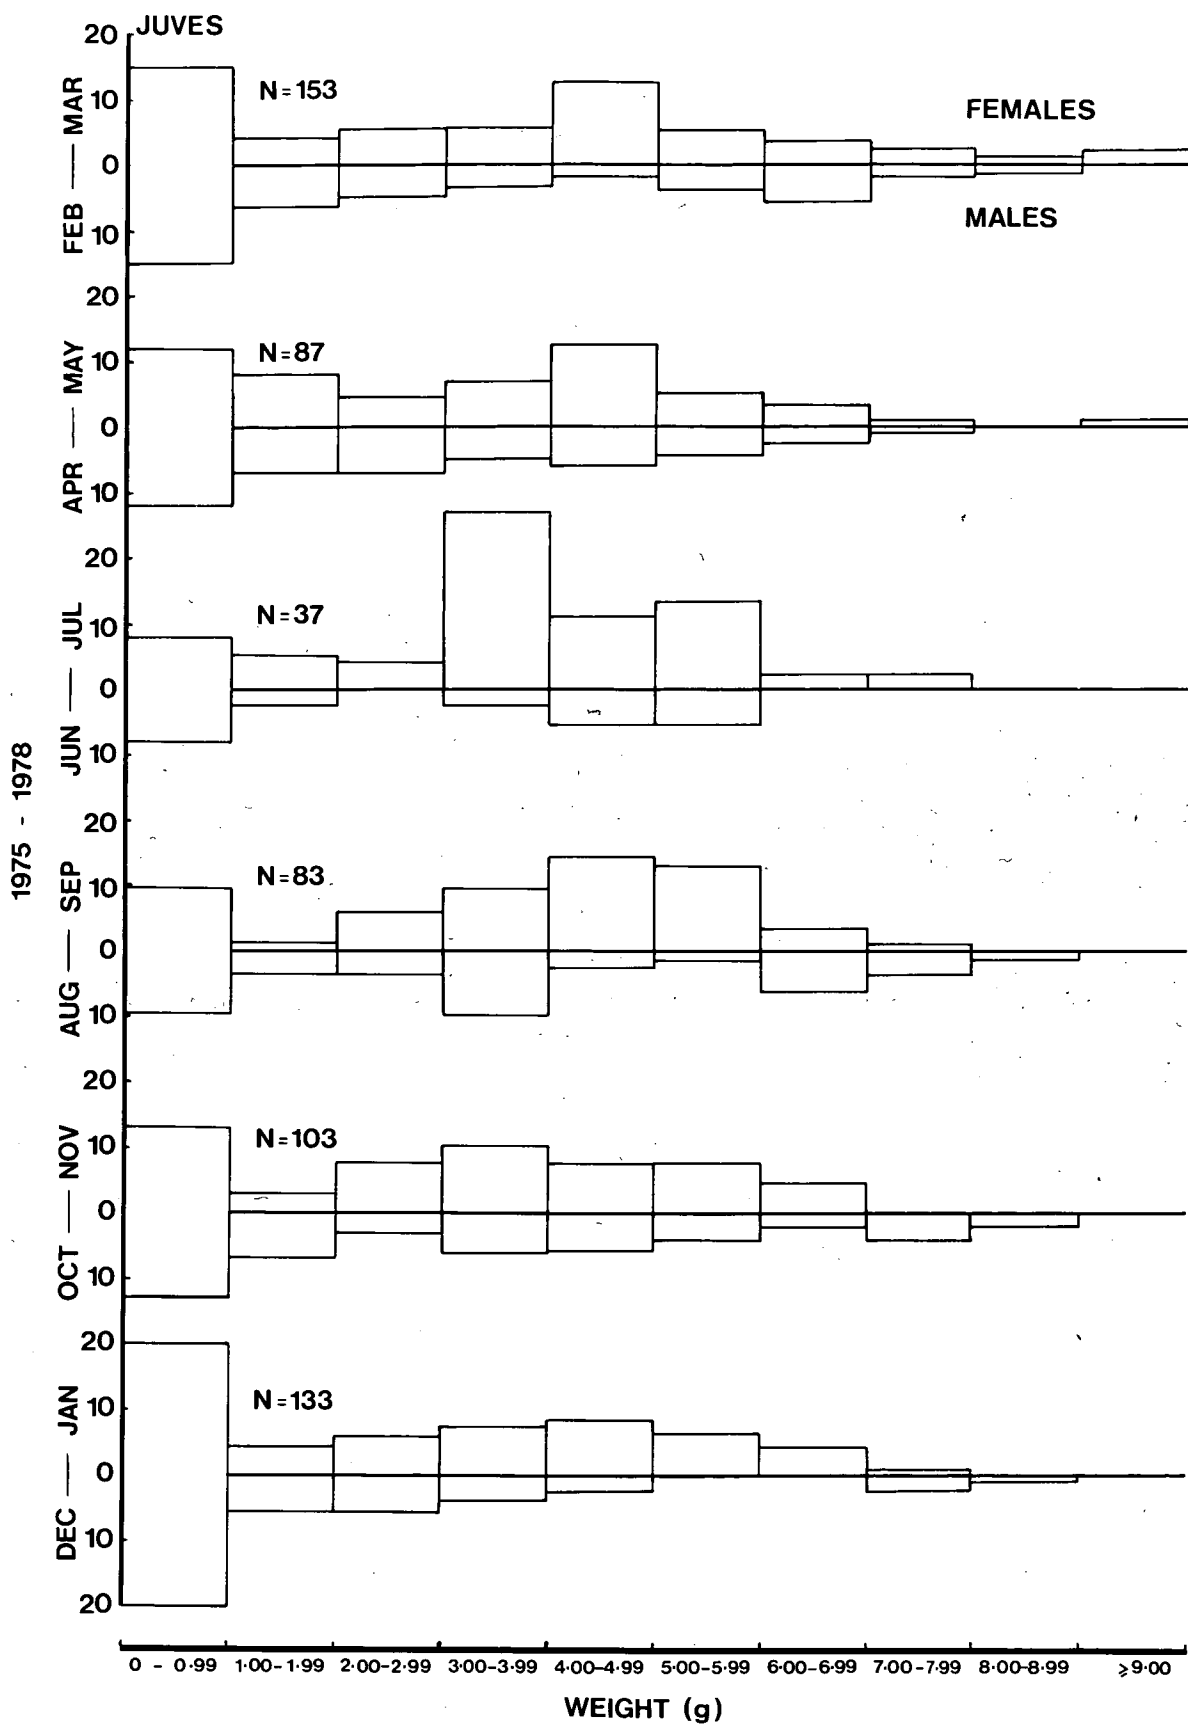 JUVES
20
10
0
10
FEB — MAR
N=153
FEMALES
MALES
20
10
0
10
APR — MAY
N=87
20
10
0
10
JUN — JUL
N=37
20
10
0
10
AUG — SEP
N=83
20
10
0
10
OCT — NOV
N=103
20
10
0
10
20
DEC — JAN
N=133
1975 - 1978
0 - 0·99 1·00-1·99 2·00-2·99 3·00-3·99 4·00-4·99 5·00-5·99 6·00-6·99 7·00-7·99 8·00-8·99 ⩾9·00
WEIGHT (g)